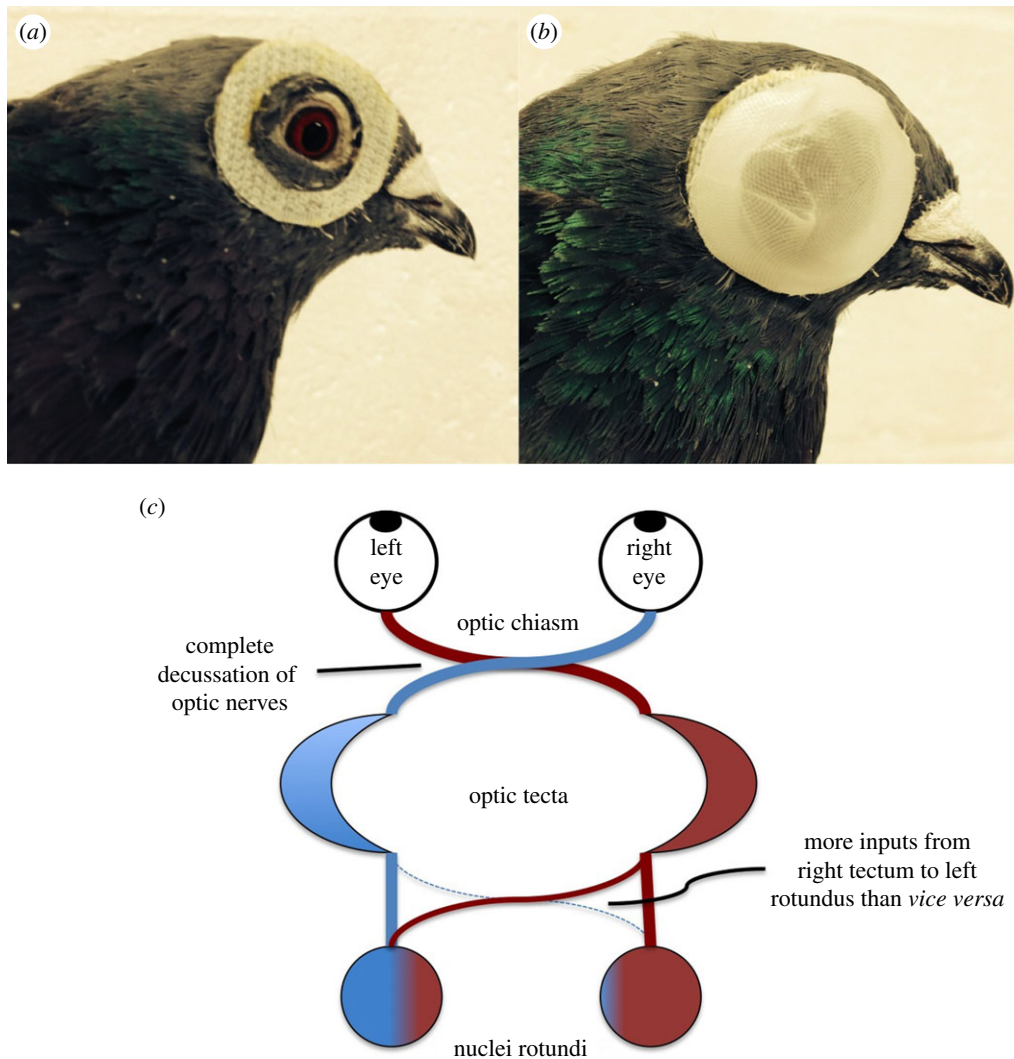 (a)
(b)
(c)
left
eye
right
eye
optic chiasm
complete
decussation of
optic nerves
optic tecta
more inputs from
right tectum to left
rotundus than vice versa
nuclei rotundi